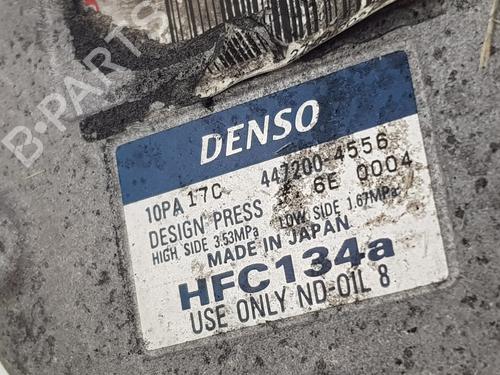 B-PARTS
DENSO
10PA17C 447200-4556
DESIGN PRESS 6E 0004
HIGH SIDE 3.53MPa LOW SIDE 1.67MPa
MADE IN JAPAN
HFC134a
USE ONLY ND-OIL 8